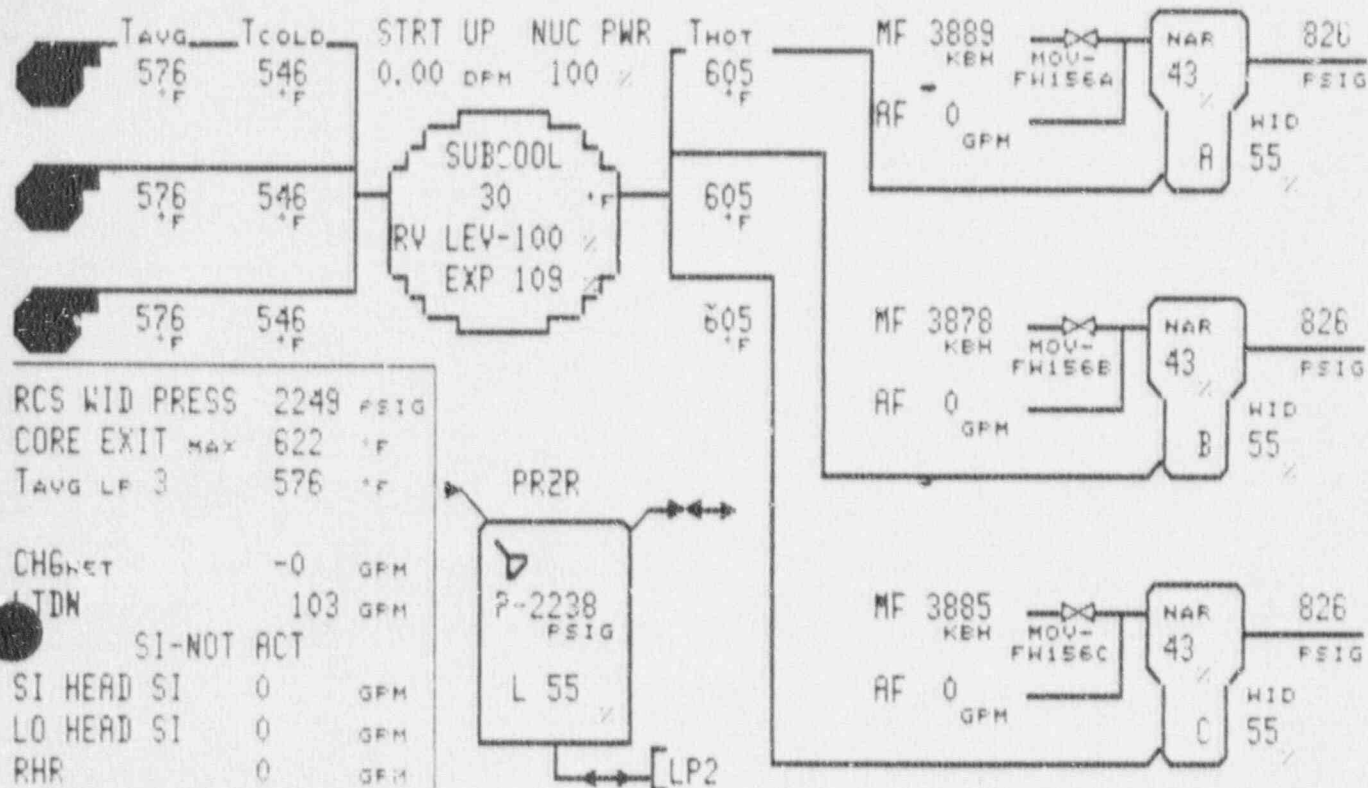 TAVG TCOLD STRT UP NUC PWR THOT MF 3889 NAR 826
576 546 0.00 DPM 100 % 605 KBH MOV- 43 PSIG
°F °F °F FW156A %
AF 0 WID
SUBCOOL GPM A 55
576 546 30 °F 605 %
°F °F °F
RV LEV-100 %
EXP 109 %
576 546 605 MF 3878 NAR 826
°F °F °F KBH MOV- 43 PSIG
FW156B %
RCS WID PRESS 2249 PSIG AF 0 WID
CORE EXIT MAX 622 °F GPM B 55
TAVG LP 3 576 °F PRZR %
CHGNET -0 GPM
LTDN 103 GPM P-2238 MF 3885 NAR 826
PSIG KBH MOV- 43 PSIG
SI-NOT ACT FW156C %
SI HEAD SI 0 GPM L 55 AF 0 WID
LO HEAD SI 0 GPM % GPM C 55
RHR 0 GPM LP2 %